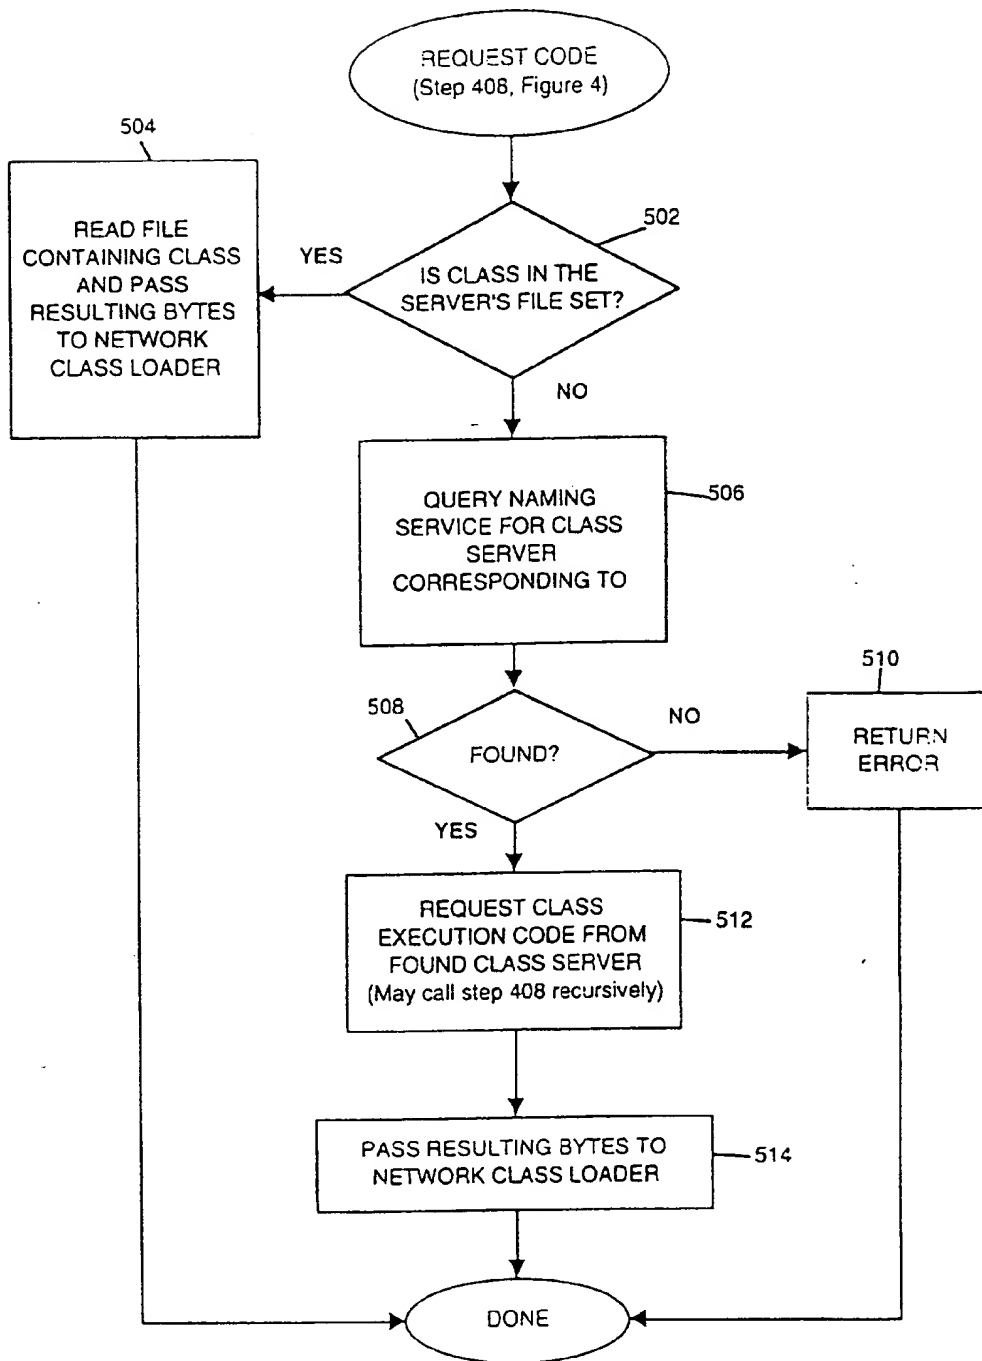 REQUEST CODE
(Step 408, Figure 4)
504
502
READ FILE
CONTAINING CLASS
AND PASS
RESULTING BYTES
TO NETWORK
CLASS LOADER
YES
IS CLASS IN THE
SERVER'S FILE SET?
NO
QUERY NAMING
SERVICE FOR CLASS
SERVER
CORRESPONDING TO
506
508
FOUND?
NO
510
RETURN
ERROR
YES
REQUEST CLASS
EXECUTION CODE FROM
FOUND CLASS SERVER
(May call step 408 recursively)
512
PASS RESULTING BYTES TO
NETWORK CLASS LOADER
514
DONE